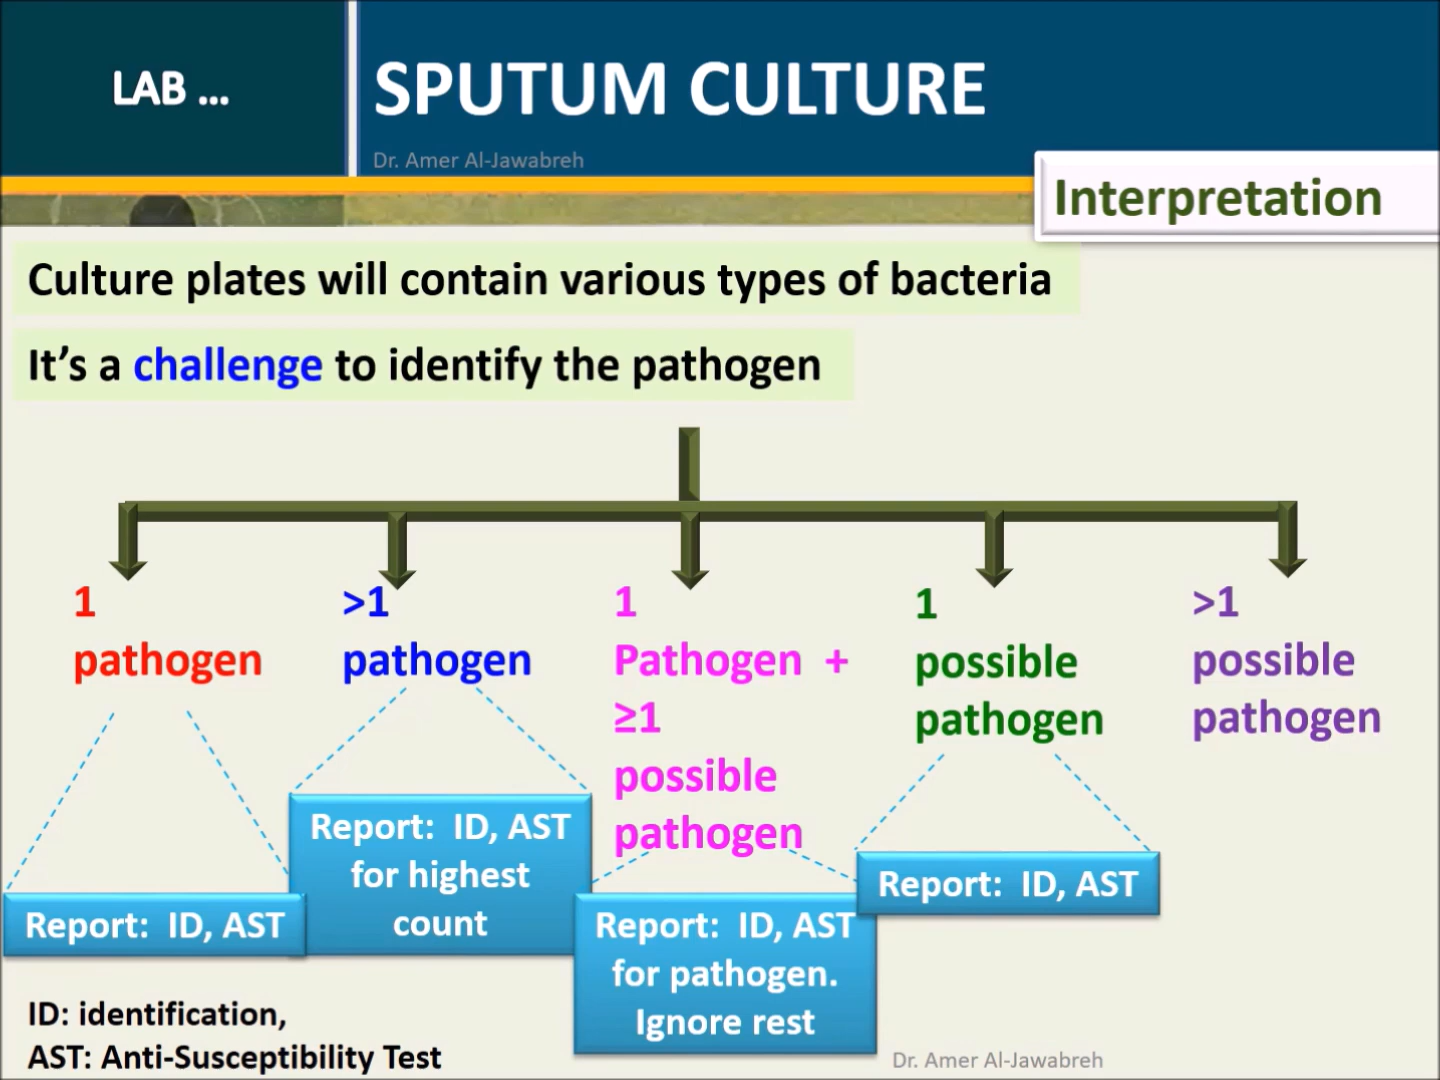 LAB ...
SPUTUM CULTURE
Dr. Amer Al-Jawabreh
Interpretation
Culture plates will contain various types of bacteria
It’s a challenge to identify the pathogen
1
pathogen
>1
pathogen
1
Pathogen +
≥1
possible
pathogen
1
possible
pathogen
>1
possible
pathogen
Report: ID, AST
Report: ID, AST
for highest
count
Report: ID, AST
for pathogen.
Ignore rest
Report: ID, AST
ID: identification,
AST: Anti-Susceptibility Test
Dr. Amer Al-Jawabreh